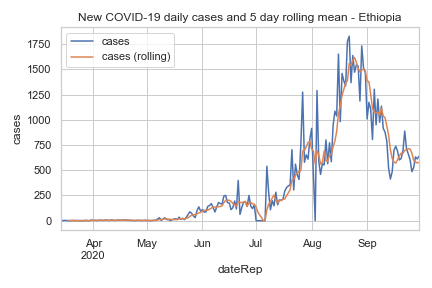 New COVID-19 daily cases and 5 day rolling mean - Ethiopia
cases
cases (rolling)
1750
1500
1250
1000
750
500
250
0
cases
Apr
2020
May
Jun
Jul
Aug
Sep
dateRep